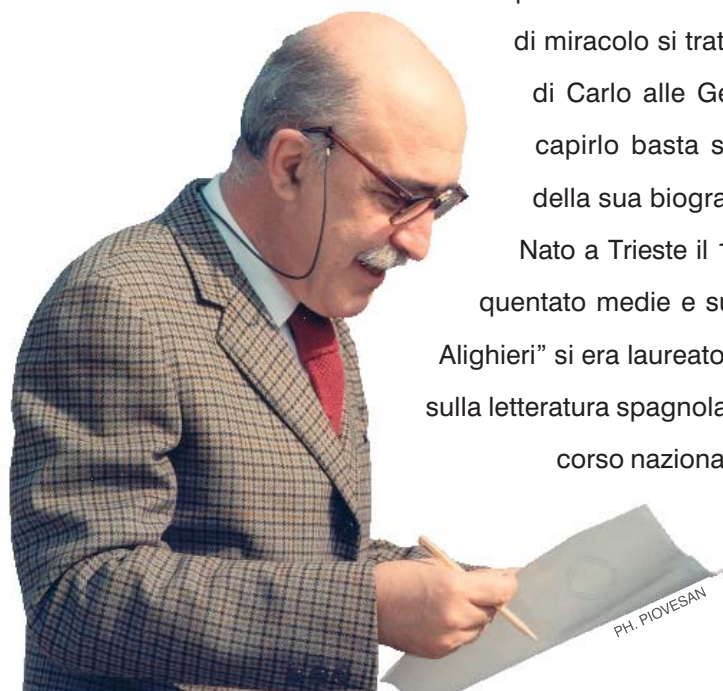 di miracolo si trat
di Carlo alle Ge
capirlo basta s
della sua biogra
Nato a Trieste il 1
quentato medie e su
Alighieri” si era laureato
sulla letteratura spagnola
corso naziona
PH. PIOVESAN